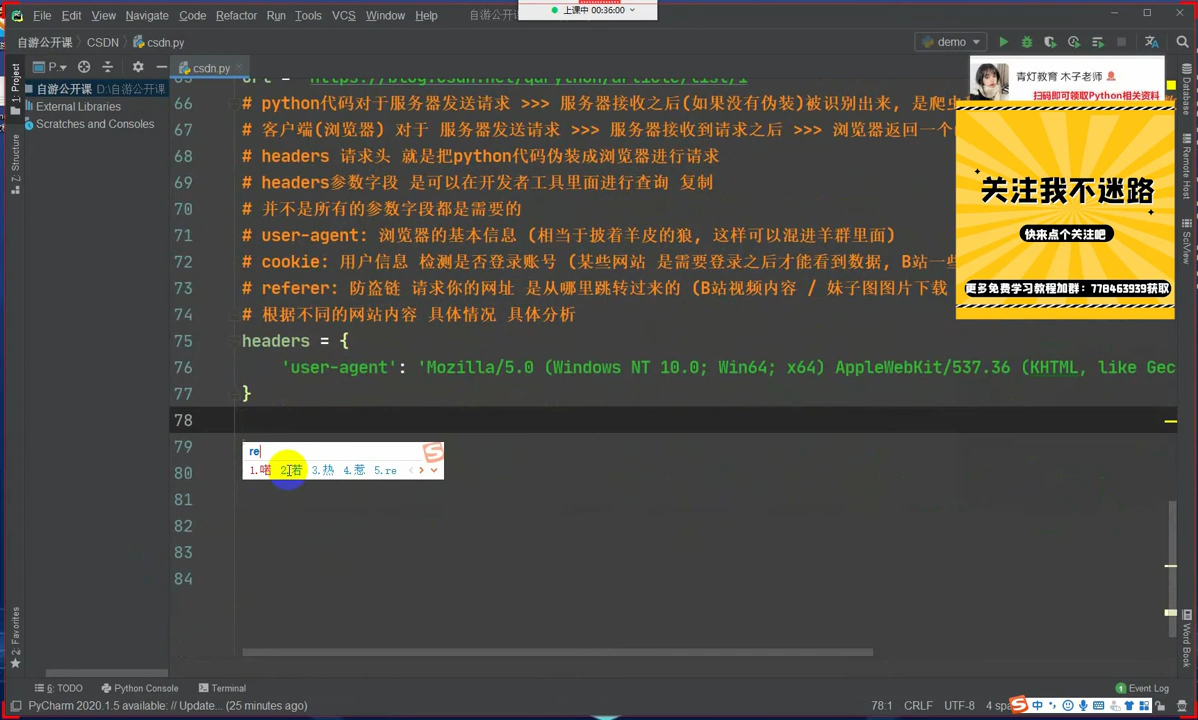 File Edit View Navigate Code Refactor Run Tools VCS Window Help
自游公开课
上课中 00:36:00
自游公开课 CSDN csdn.py
demo
1: Project
P..
csdn.py
自游公开课 D:\自游公开课
External Libraries
Scratches and Consoles
66 # python代码对于服务器发送请求 >>> 服务器接收之后(如果没有伪装)被识别出来, 是爬虫
67 # 客户端(浏览器) 对于 服务器发送请求 >>> 服务器接收到请求之后 >>> 浏览器返回一个
68 # headers 请求头 就是把python代码伪装成浏览器进行请求
69 # headers参数字段 是可以在开发者工具里面进行查询 复制
70 # 并不是所有的参数字段都是需要的
71 # user-agent: 浏览器的基本信息 (相当于披着羊皮的狼, 这样可以混进羊群里面)
72 # cookie: 用户信息 检测是否登录账号 (某些网站 是需要登录之后才能看到数据, B站一些
73 # referer: 防盗链 请求你的网址 是从哪里跳转过来的 (B站视频内容 / 妹子图图片下载
74 # 根据不同的网站内容 具体情况 具体分析
75 headers = {
76 'user-agent': 'Mozilla/5.0 (Windows NT 10.0; Win64; x64) AppleWebKit/537.36 (KHTML, like Gec
77 }
78
79
80
81
82
83
84
re
1.喏 2.若 3.热 4.惹 5.re
青灯教育 木子老师
扫码即可领取Python相关资料
关注我不迷路
快来点个关注吧
更多免费学习教程加群：778463939获取
Database
Remote Host
SciView
Word Book
Z: Structure
2: Favorites
6: TODO Python Console Terminal
1 Event Log
PyCharm 2020.1.5 available: // Update... (25 minutes ago)
78:1 CRLF UTF-8 4 spa
中